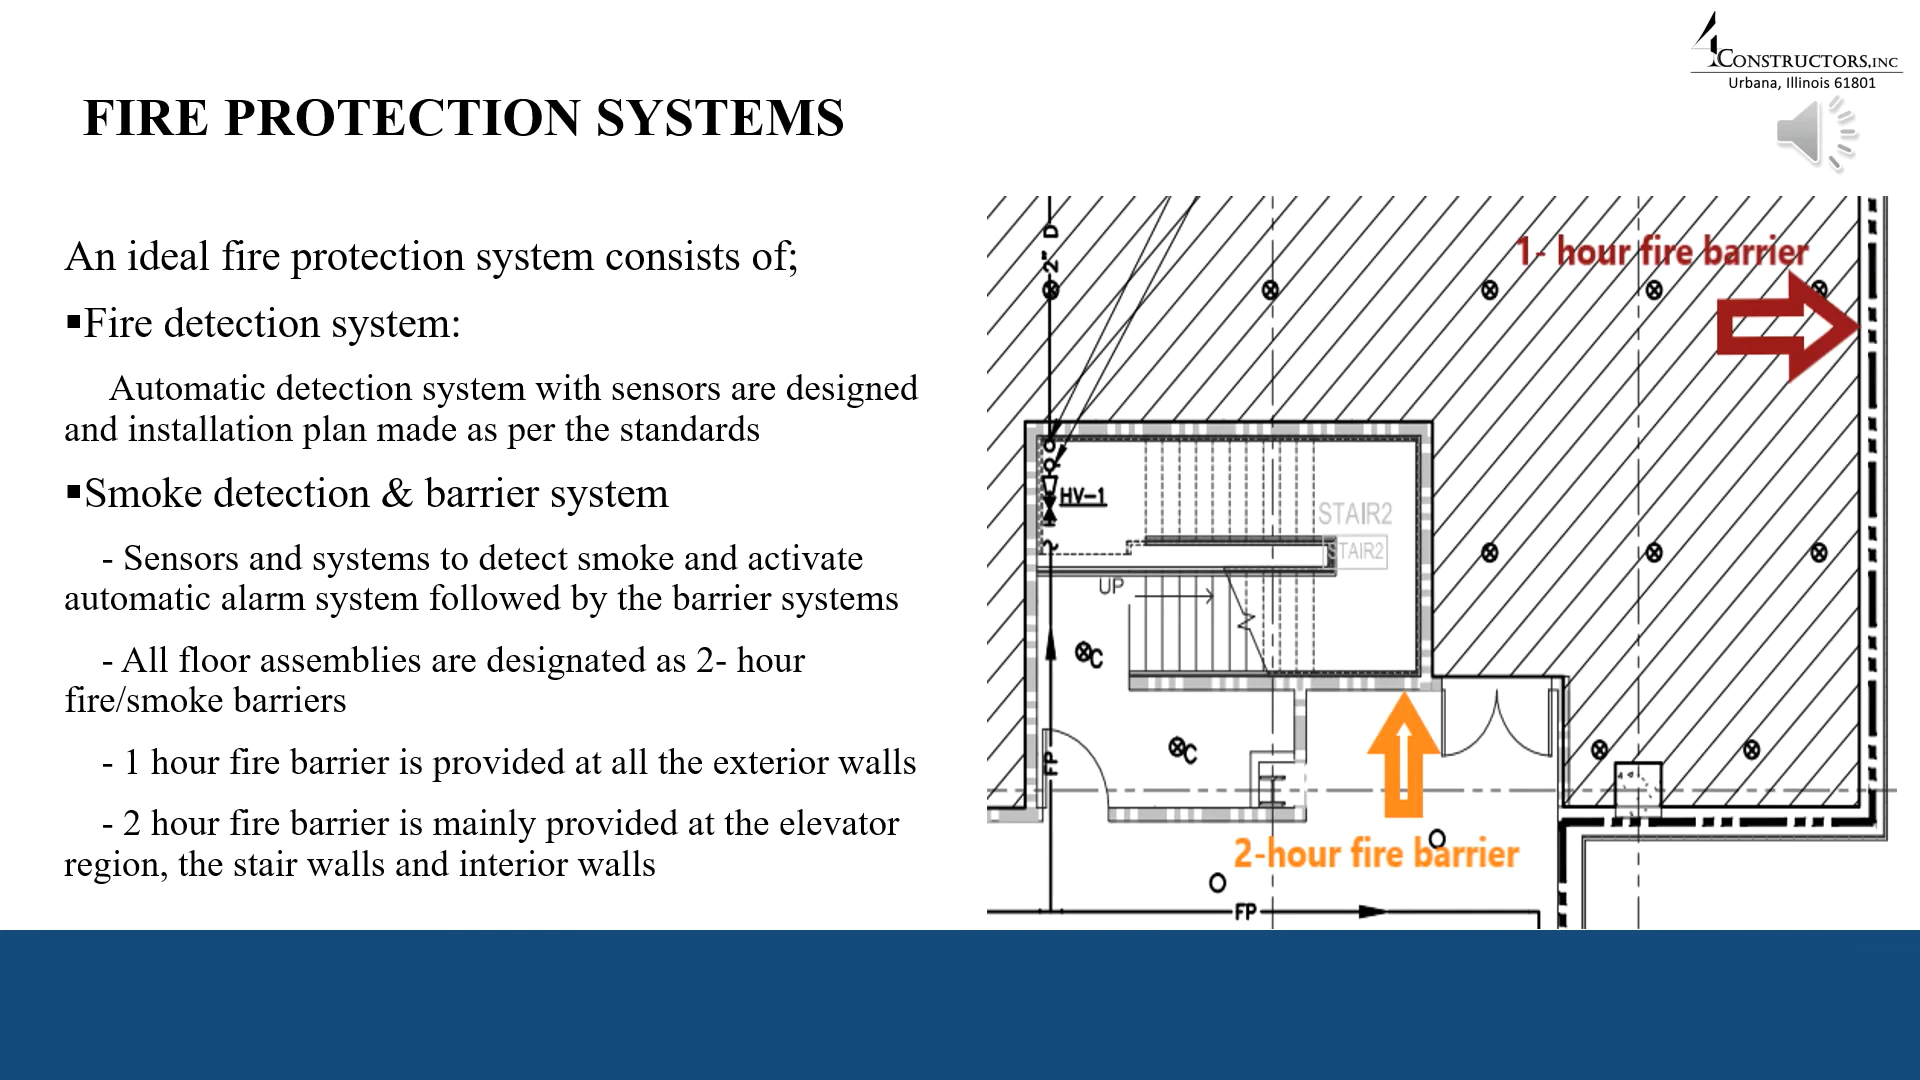 4 CONSTRUCTORS,INC
Urbana, Illinois 61801
FIRE PROTECTION SYSTEMS
An ideal fire protection system consists of;
▪Fire detection system:
Automatic detection system with sensors are designed
and installation plan made as per the standards
▪Smoke detection & barrier system
- Sensors and systems to detect smoke and activate
automatic alarm system followed by the barrier systems
- All floor assemblies are designated as 2- hour
fire/smoke barriers
- 1 hour fire barrier is provided at all the exterior walls
- 2 hour fire barrier is mainly provided at the elevator
region, the stair walls and interior walls
2" D
1- hour fire barrier
HV-1
STAIR2
STAIR2
UP
C
C
FP
2-hour fire barrier
FP